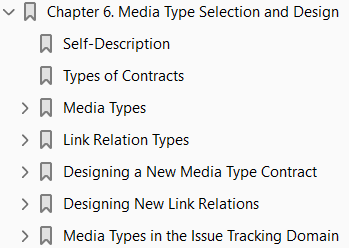 Chapter 6. Media Type Selection and Design
Self-Description
Types of Contracts
Media Types
Link Relation Types
Designing a New Media Type Contract
Designing New Link Relations
Media Types in the Issue Tracking Domain